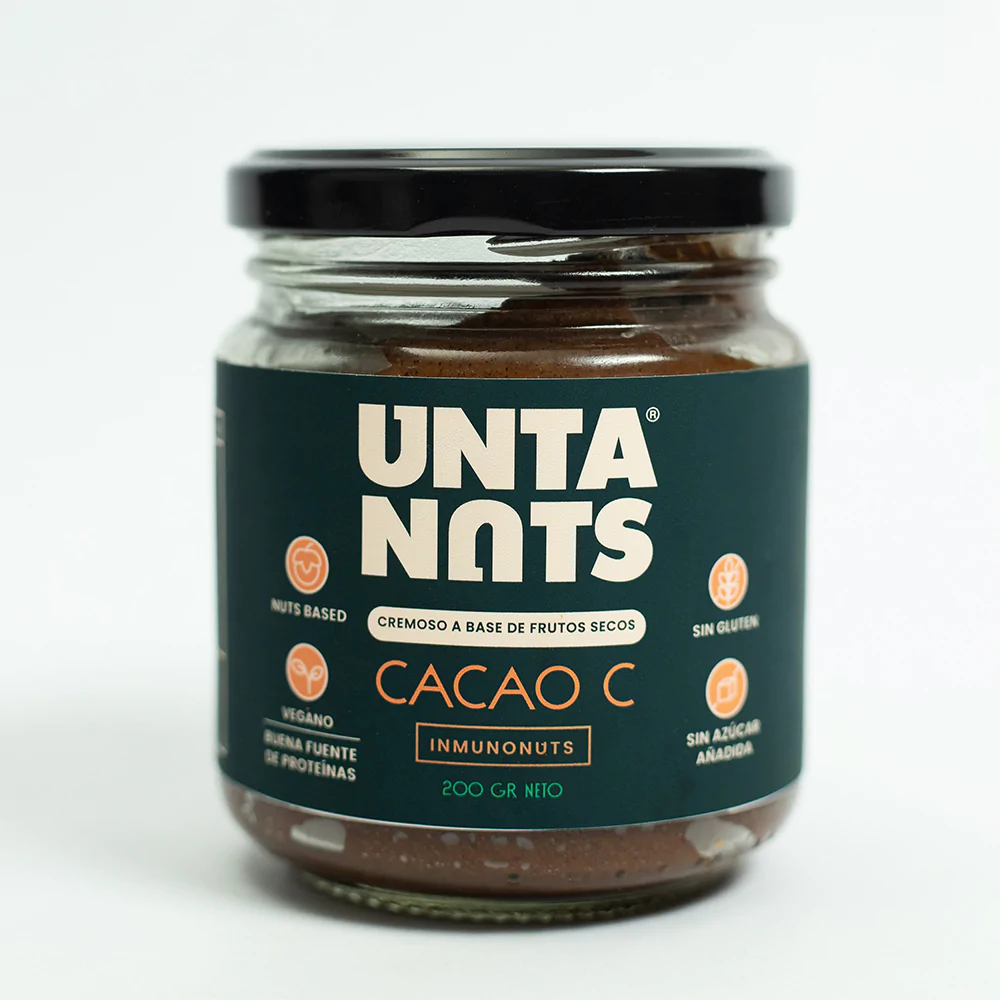 UNTA®
NUTS
CREMOSO A BASE DE FRUTOS SECOS
CACAO C
INMUNONUTS
200 GR NETO
NUTS BASED
VEGANO
BUENA FUENTE
DE PROTEÍNAS
SIN GLUTEN
SIN AZÚCAR
AÑADIDA